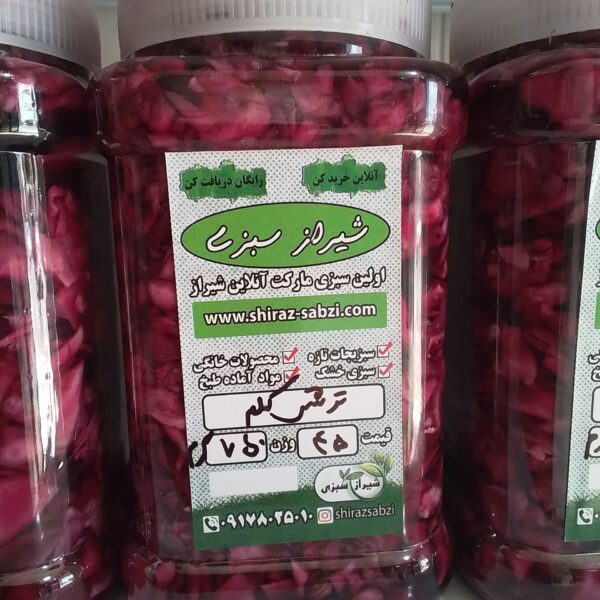 آنلاین خرید کن
رایگان دریافت کن
شیراز سبزی
اولین سبزی مارکت آنلاین شیراز
www.shiraz-sabzi.com
سبزیجات تازه محصولات خانگی
سبزی خشک مواد آماده طبخ
ترشی کلم
قیمت ۴۵ وزن ۷۵۰ گرم
شیراز سبزی
۰۹۱۷۸۰۲۵۰۱۰ shirazsabzi